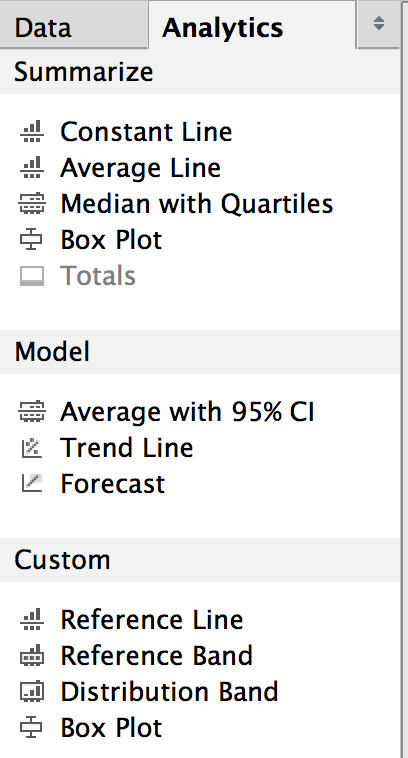 Data Analytics
Summarize
Constant Line
Average Line
Median with Quartiles
Box Plot
Totals
Model
Average with 95% CI
Trend Line
Forecast
Custom
Reference Line
Reference Band
Distribution Band
Box Plot